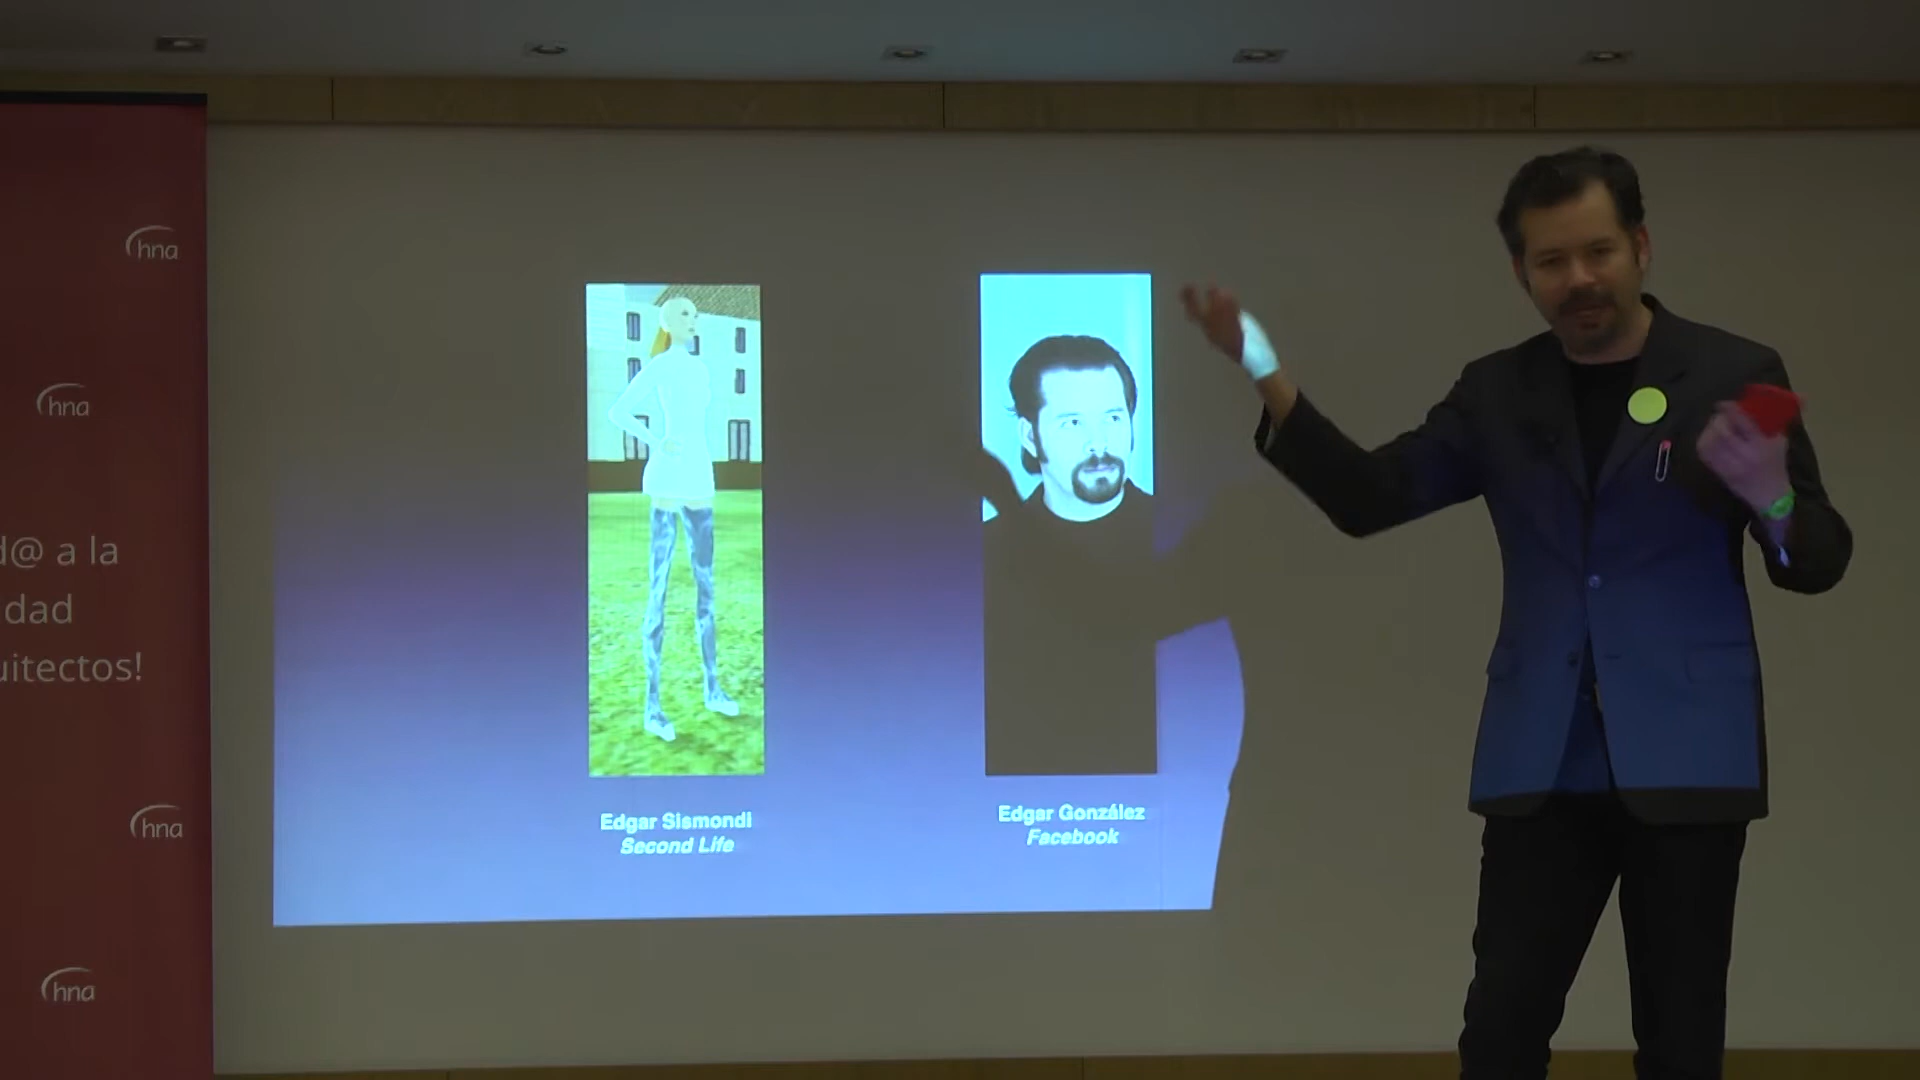 hna
hna
d@ a la
dad
uitectos!
hna
hna
Edgar Sismondi
Second Life
Edgar González
Facebook